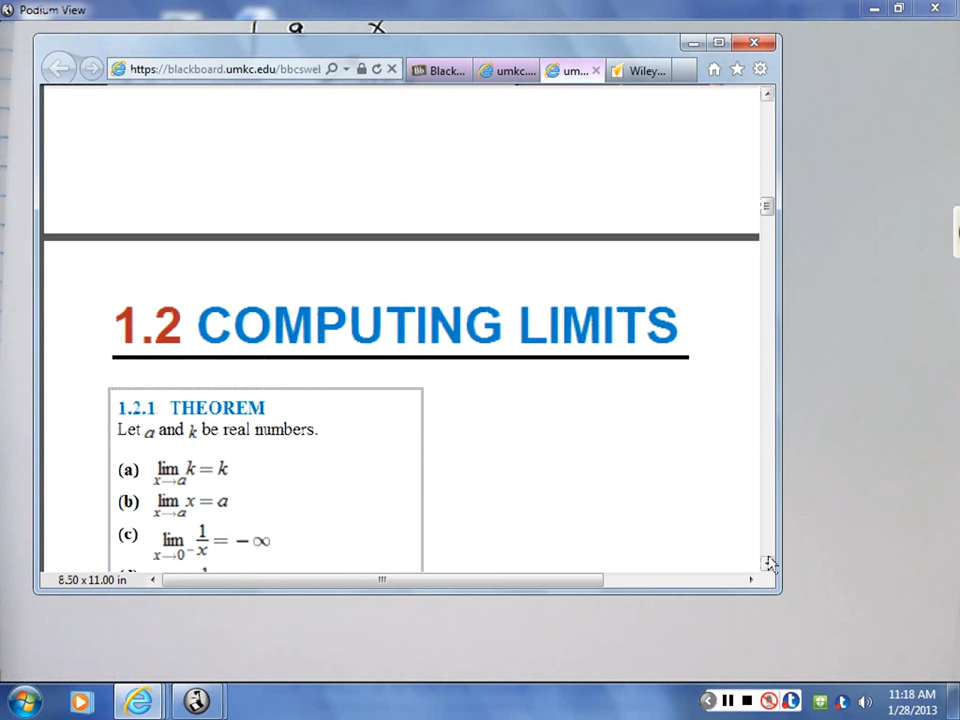 Podium View
a x
https://blackboard.umkc.edu/bbcswel
Black...
umkc....
um...
Wiley...
1.2 COMPUTING LIMITS
1.2.1 THEOREM
Let a and k be real numbers.
(a) lim x→a k = k
(b) lim x→a x = a
(c) lim x→0⁻ 1/x = −∞
8.50 x 11.00 in
11:18 AM
1/28/2013